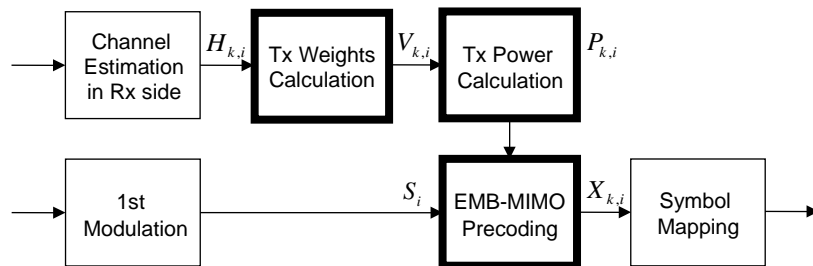 Channel
Estimation
in Rx side
H_{k,i}
Tx Weights
Calculation
V_{k,i}
Tx Power
Calculation
P_{k,i}
1st
Modulation
S_i
EMB-MIMO
Precoding
X_{k,i}
Symbol
Mapping